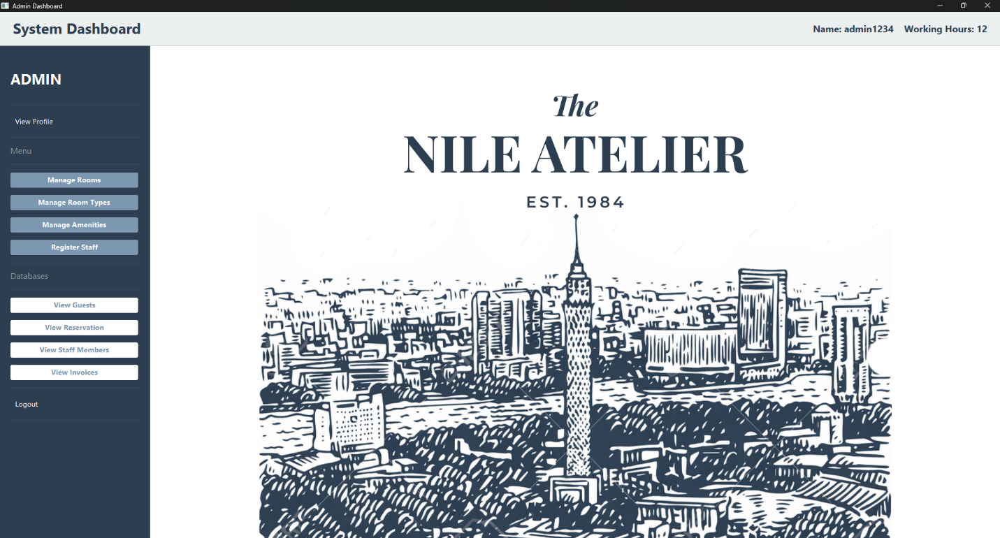 Admin Dashboard
System Dashboard
Name: admin1234 Working Hours: 12
ADMIN
View Profile
Menu
Manage Rooms
Manage Room Types
Manage Amenities
Register Staff
Databases
View Guests
View Reservation
View Staff Members
View Invoices
Logout
The
NILE ATELIER
EST. 1984